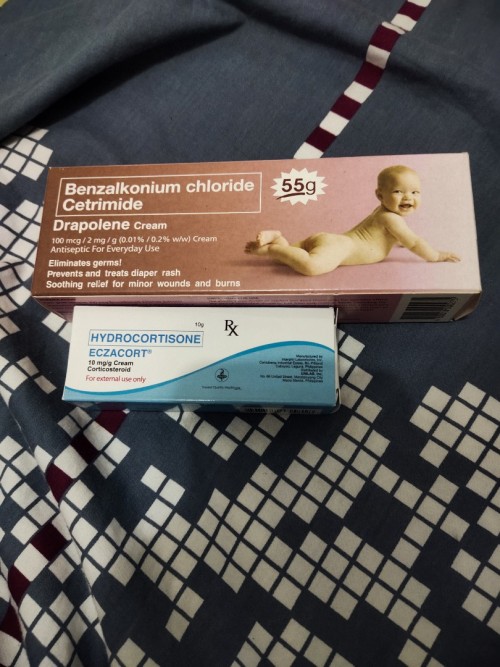 Benzalkonium chloride
Cetrimide
55g
Drapolene Cream
100 mcg / 2 mg / g (0.01% / 0.2% w/w) Cream
Antiseptic For Everyday Use
Eliminates germs!
Prevents and treats diaper rash
Soothing relief for minor wounds and burns
10g
Rx
HYDROCORTISONE
ECZACORT®
10 mg/g Cream
Corticosteroid
For external use only
Manufactured by